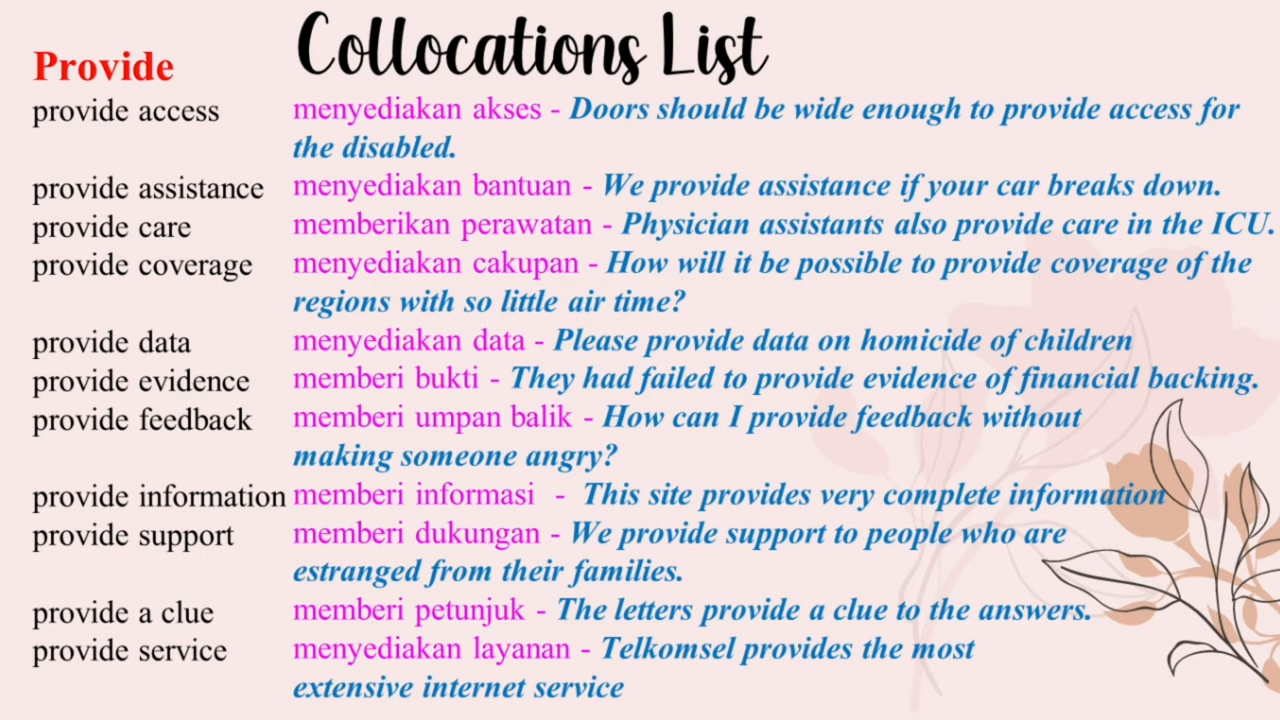 Collocations List
Provide
provide access menyediakan akses - Doors should be wide enough to provide access for
the disabled.
provide assistance menyediakan bantuan - We provide assistance if your car breaks down.
provide care memberikan perawatan - Physician assistants also provide care in the ICU.
provide coverage menyediakan cakupan - How will it be possible to provide coverage of the
regions with so little air time?
provide data menyediakan data - Please provide data on homicide of children
provide evidence memberi bukti - They had failed to provide evidence of financial backing.
provide feedback memberi umpan balik - How can I provide feedback without
making someone angry?
provide information memberi informasi - This site provides very complete information
provide support memberi dukungan - We provide support to people who are
estranged from their families.
provide a clue memberi petunjuk - The letters provide a clue to the answers.
provide service menyediakan layanan - Telkomsel provides the most
extensive internet service